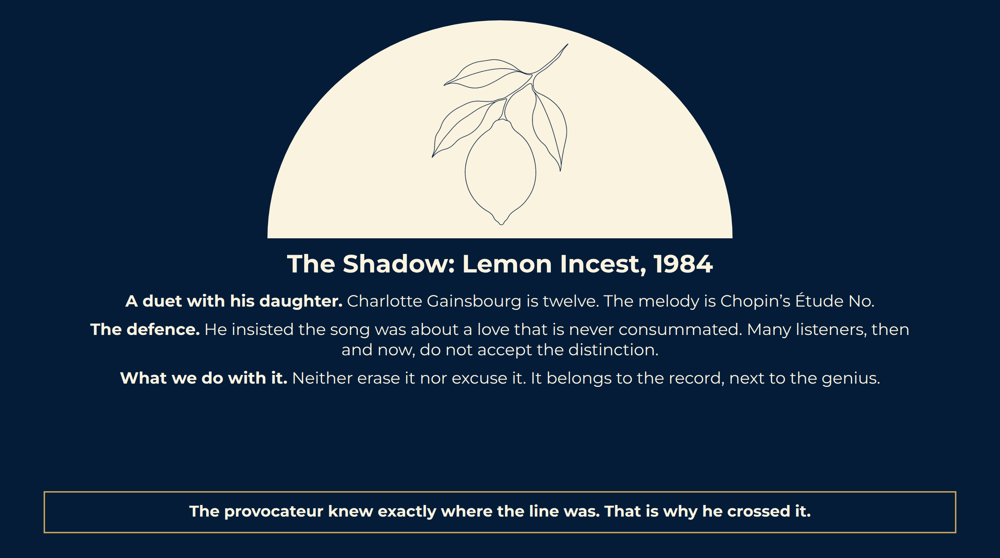 The Shadow: Lemon Incest, 1984
A duet with his daughter. Charlotte Gainsbourg is twelve. The melody is Chopin’s Étude No.
The defence. He insisted the song was about a love that is never consummated. Many listeners, then
and now, do not accept the distinction.
What we do with it. Neither erase it nor excuse it. It belongs to the record, next to the genius.
The provocateur knew exactly where the line was. That is why he crossed it.